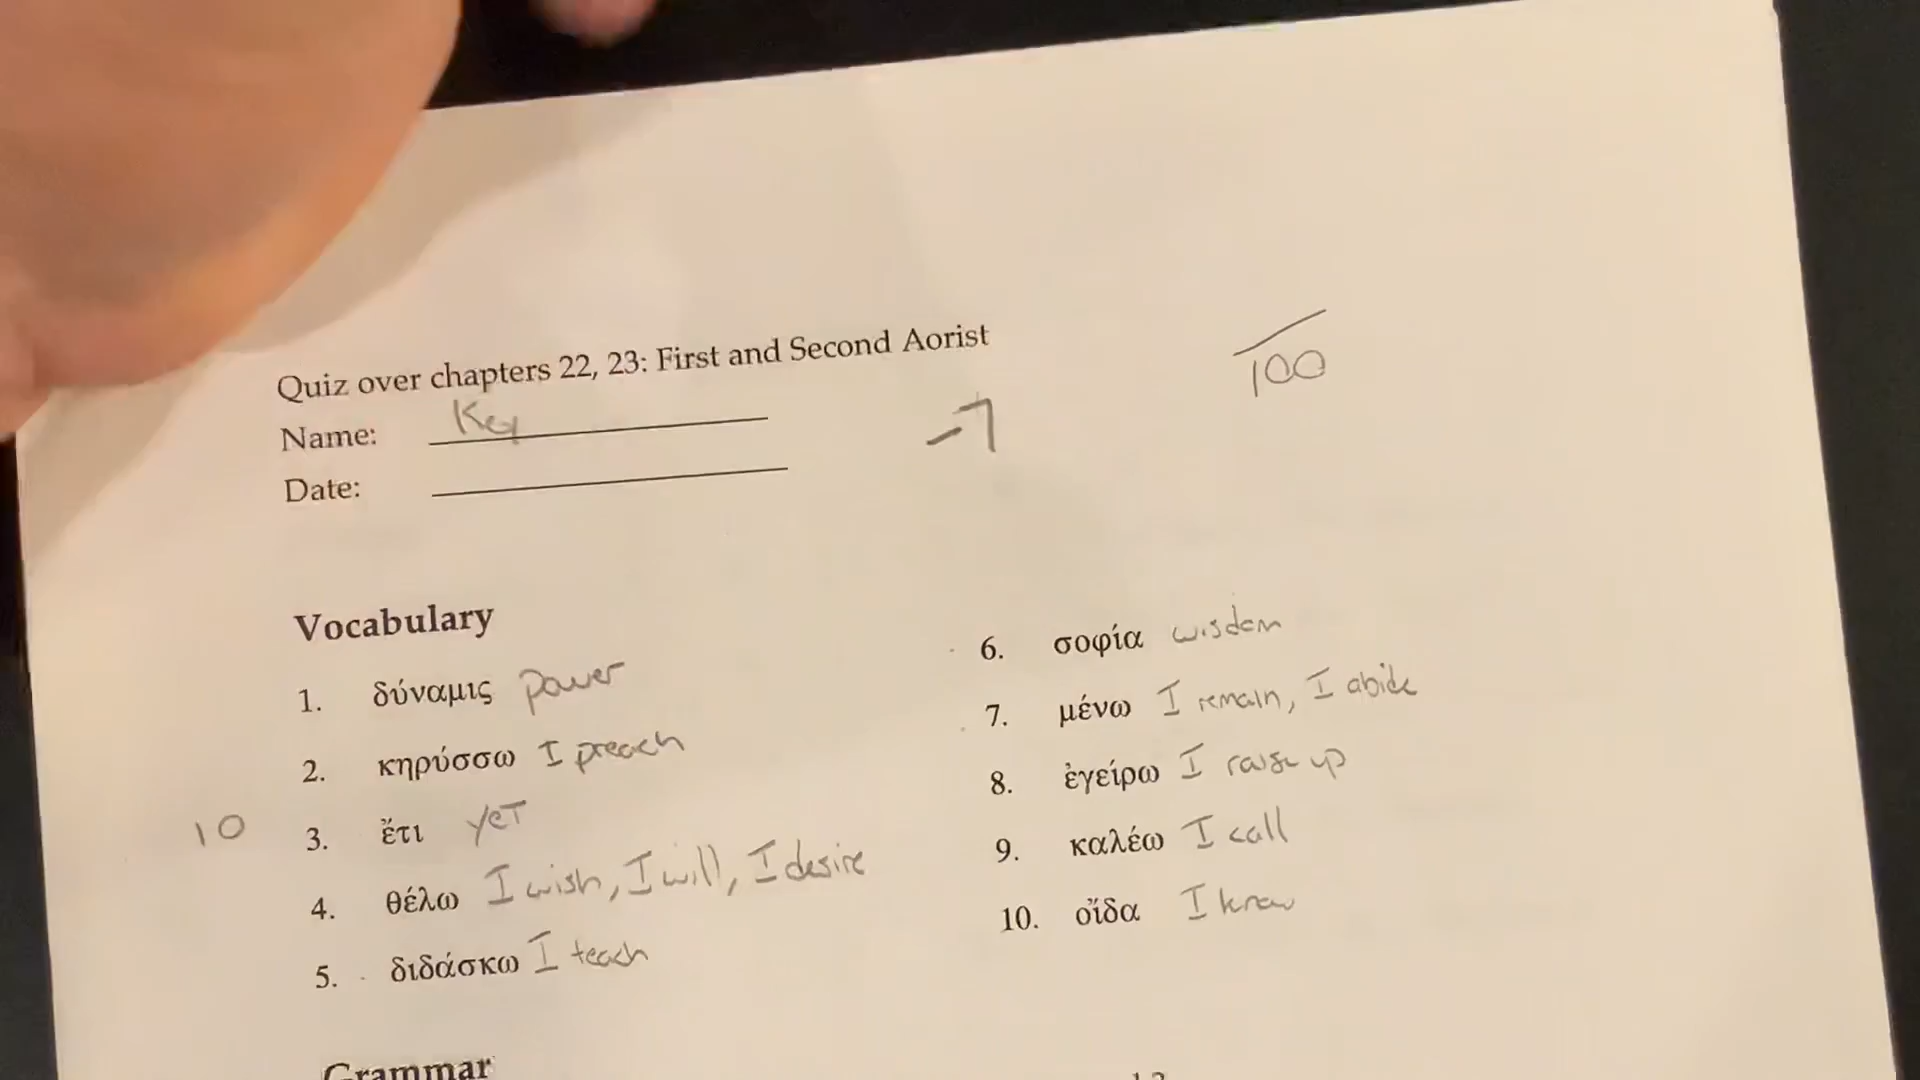 Quiz over chapters 22, 23: First and Second Aorist
100
Name: Key
-7
Date:
Vocabulary
1. δύναμις power
2. κηρύσσω I preach
10
3. ἔτι yet
4. θέλω I wish, I will, I desire
5. διδάσκω I teach
6. σοφία wisdom
7. μένω I remain, I abide
8. ἐγείρω I raise up
9. καλέω I call
10. οἴδα I know
Grammar